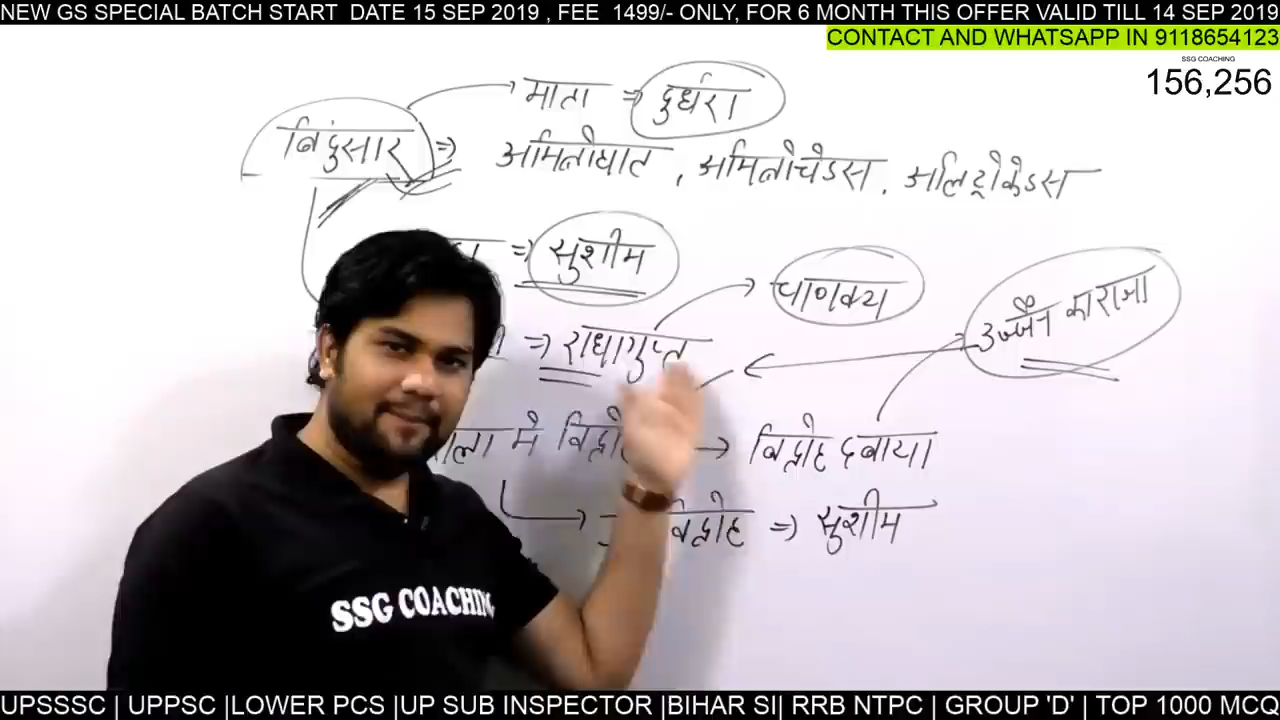 NEW GS SPECIAL BATCH START DATE 15 SEP 2019 , FEE 1499/- ONLY, FOR 6 MONTH THIS OFFER VALID TILL 14 SEP 2019
CONTACT AND WHATSAPP IN 9118654123
SSG COACHING
156,256
माता ⇒ दुर्धरा
बिदुंसार ⇒ अमित्रोघात , अमित्रोचेडस , अलिट्रोकेडस
⇒ सुशीम
चाणक्य
उज्जैन का राजा
⇒ राधागुप्त
में → विद्रोह दबाया
विद्रोह ⇒ सुशीम
SSG COACHING
UPSSSC | UPPSC |LOWER PCS |UP SUB INSPECTOR |BIHAR SI| RRB NTPC | GROUP 'D' | TOP 1000 MCQ